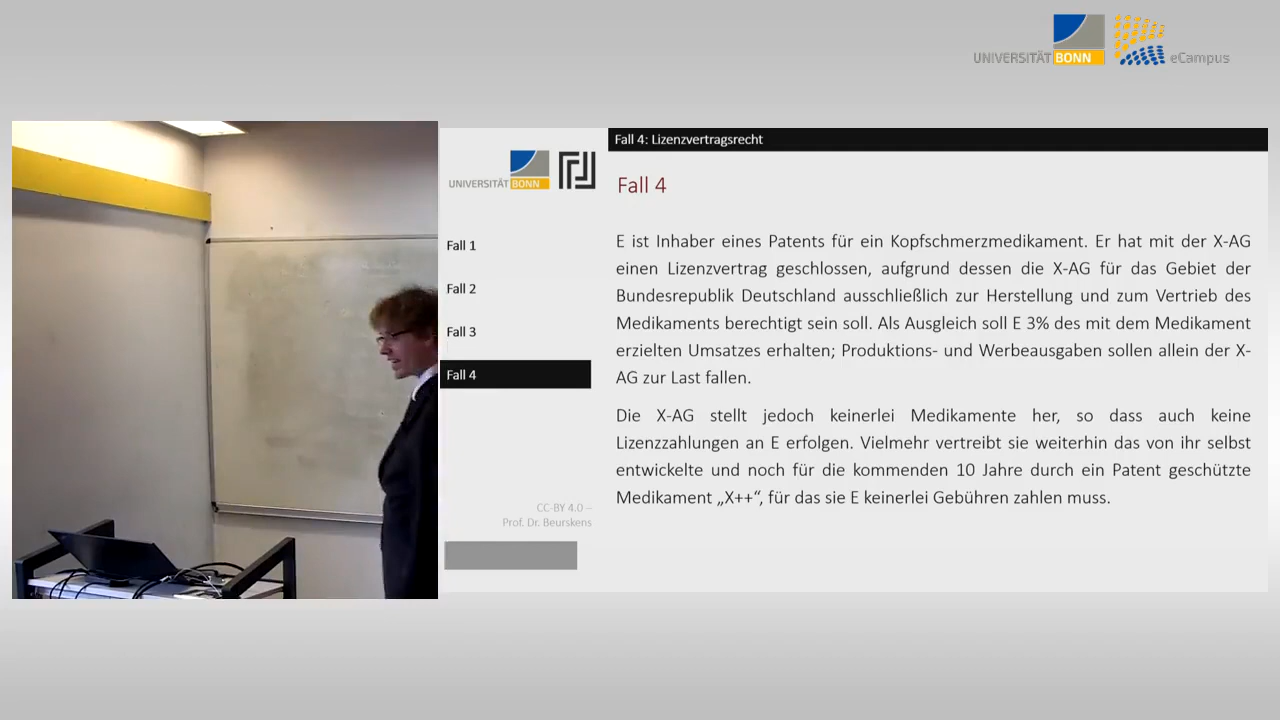 UNIVERSITÄT BONN eCampus
Fall 4: Lizenzvertragsrecht
UNIVERSITÄT BONN
Fall 1
Fall 2
Fall 3
Fall 4
CC-BY 4.0 –
Prof. Dr. Beurskens
Fall 4
E ist Inhaber eines Patents für ein Kopfschmerzmedikament. Er hat mit der X-AG
einen Lizenzvertrag geschlossen, aufgrund dessen die X-AG für das Gebiet der
Bundesrepublik Deutschland ausschließlich zur Herstellung und zum Vertrieb des
Medikaments berechtigt sein soll. Als Ausgleich soll E 3% des mit dem Medikament
erzielten Umsatzes erhalten; Produktions- und Werbeausgaben sollen allein der X-
AG zur Last fallen.
Die X-AG stellt jedoch keinerlei Medikamente her, so dass auch keine
Lizenzzahlungen an E erfolgen. Vielmehr vertreibt sie weiterhin das von ihr selbst
entwickelte und noch für die kommenden 10 Jahre durch ein Patent geschützte
Medikament „X++“, für das sie E keinerlei Gebühren zahlen muss.